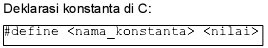 Deklarasi konstanta di C:
#define <nama_konstanta> <nilai>